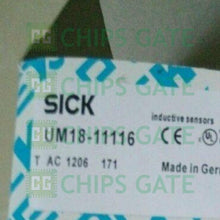 CHIPS GATE
SICK
inductive sensors
UM18-11116
CE
T AC 1206 171
Made in Ger
CHIPS GATE